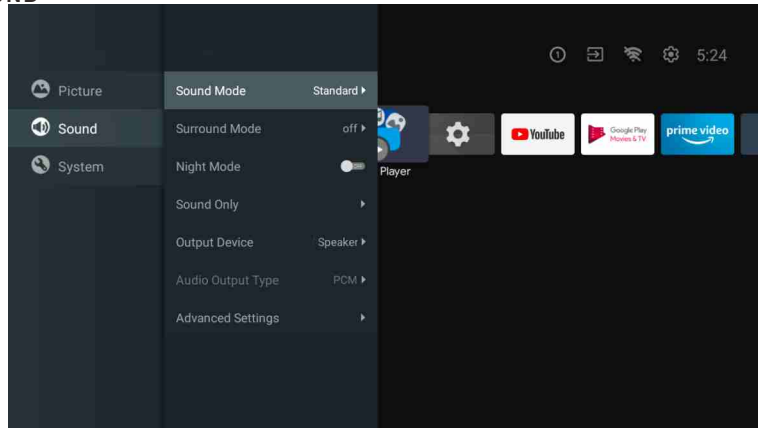 1 5:24
Picture
Sound
System
Sound Mode Standard
Surround Mode off
Night Mode
Sound Only
Output Device Speaker
Audio Output Type PCM
Advanced Settings
Player
YouTube
Google Play
Movies & TV
prime video